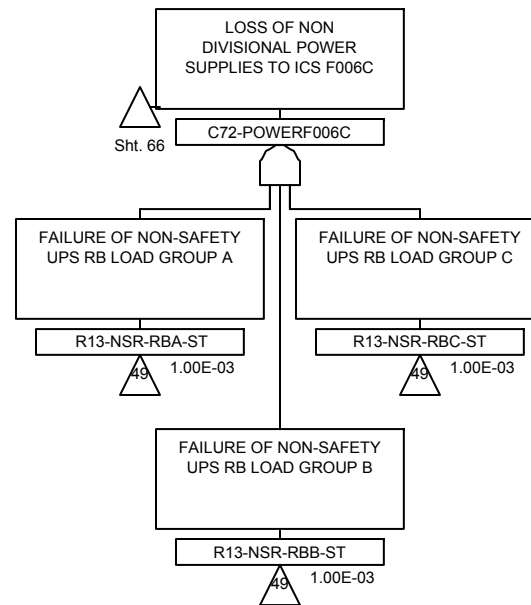 LOSS OF NON
DIVISIONAL POWER
SUPPLIES TO ICS F006C
Sht. 66
C72-POWERF006C
FAILURE OF NON-SAFETY
UPS RB LOAD GROUP A
R13-NSR-RBA-ST
49
1.00E-03
FAILURE OF NON-SAFETY
UPS RB LOAD GROUP C
R13-NSR-RBC-ST
49
1.00E-03
FAILURE OF NON-SAFETY
UPS RB LOAD GROUP B
R13-NSR-RBB-ST
49
1.00E-03